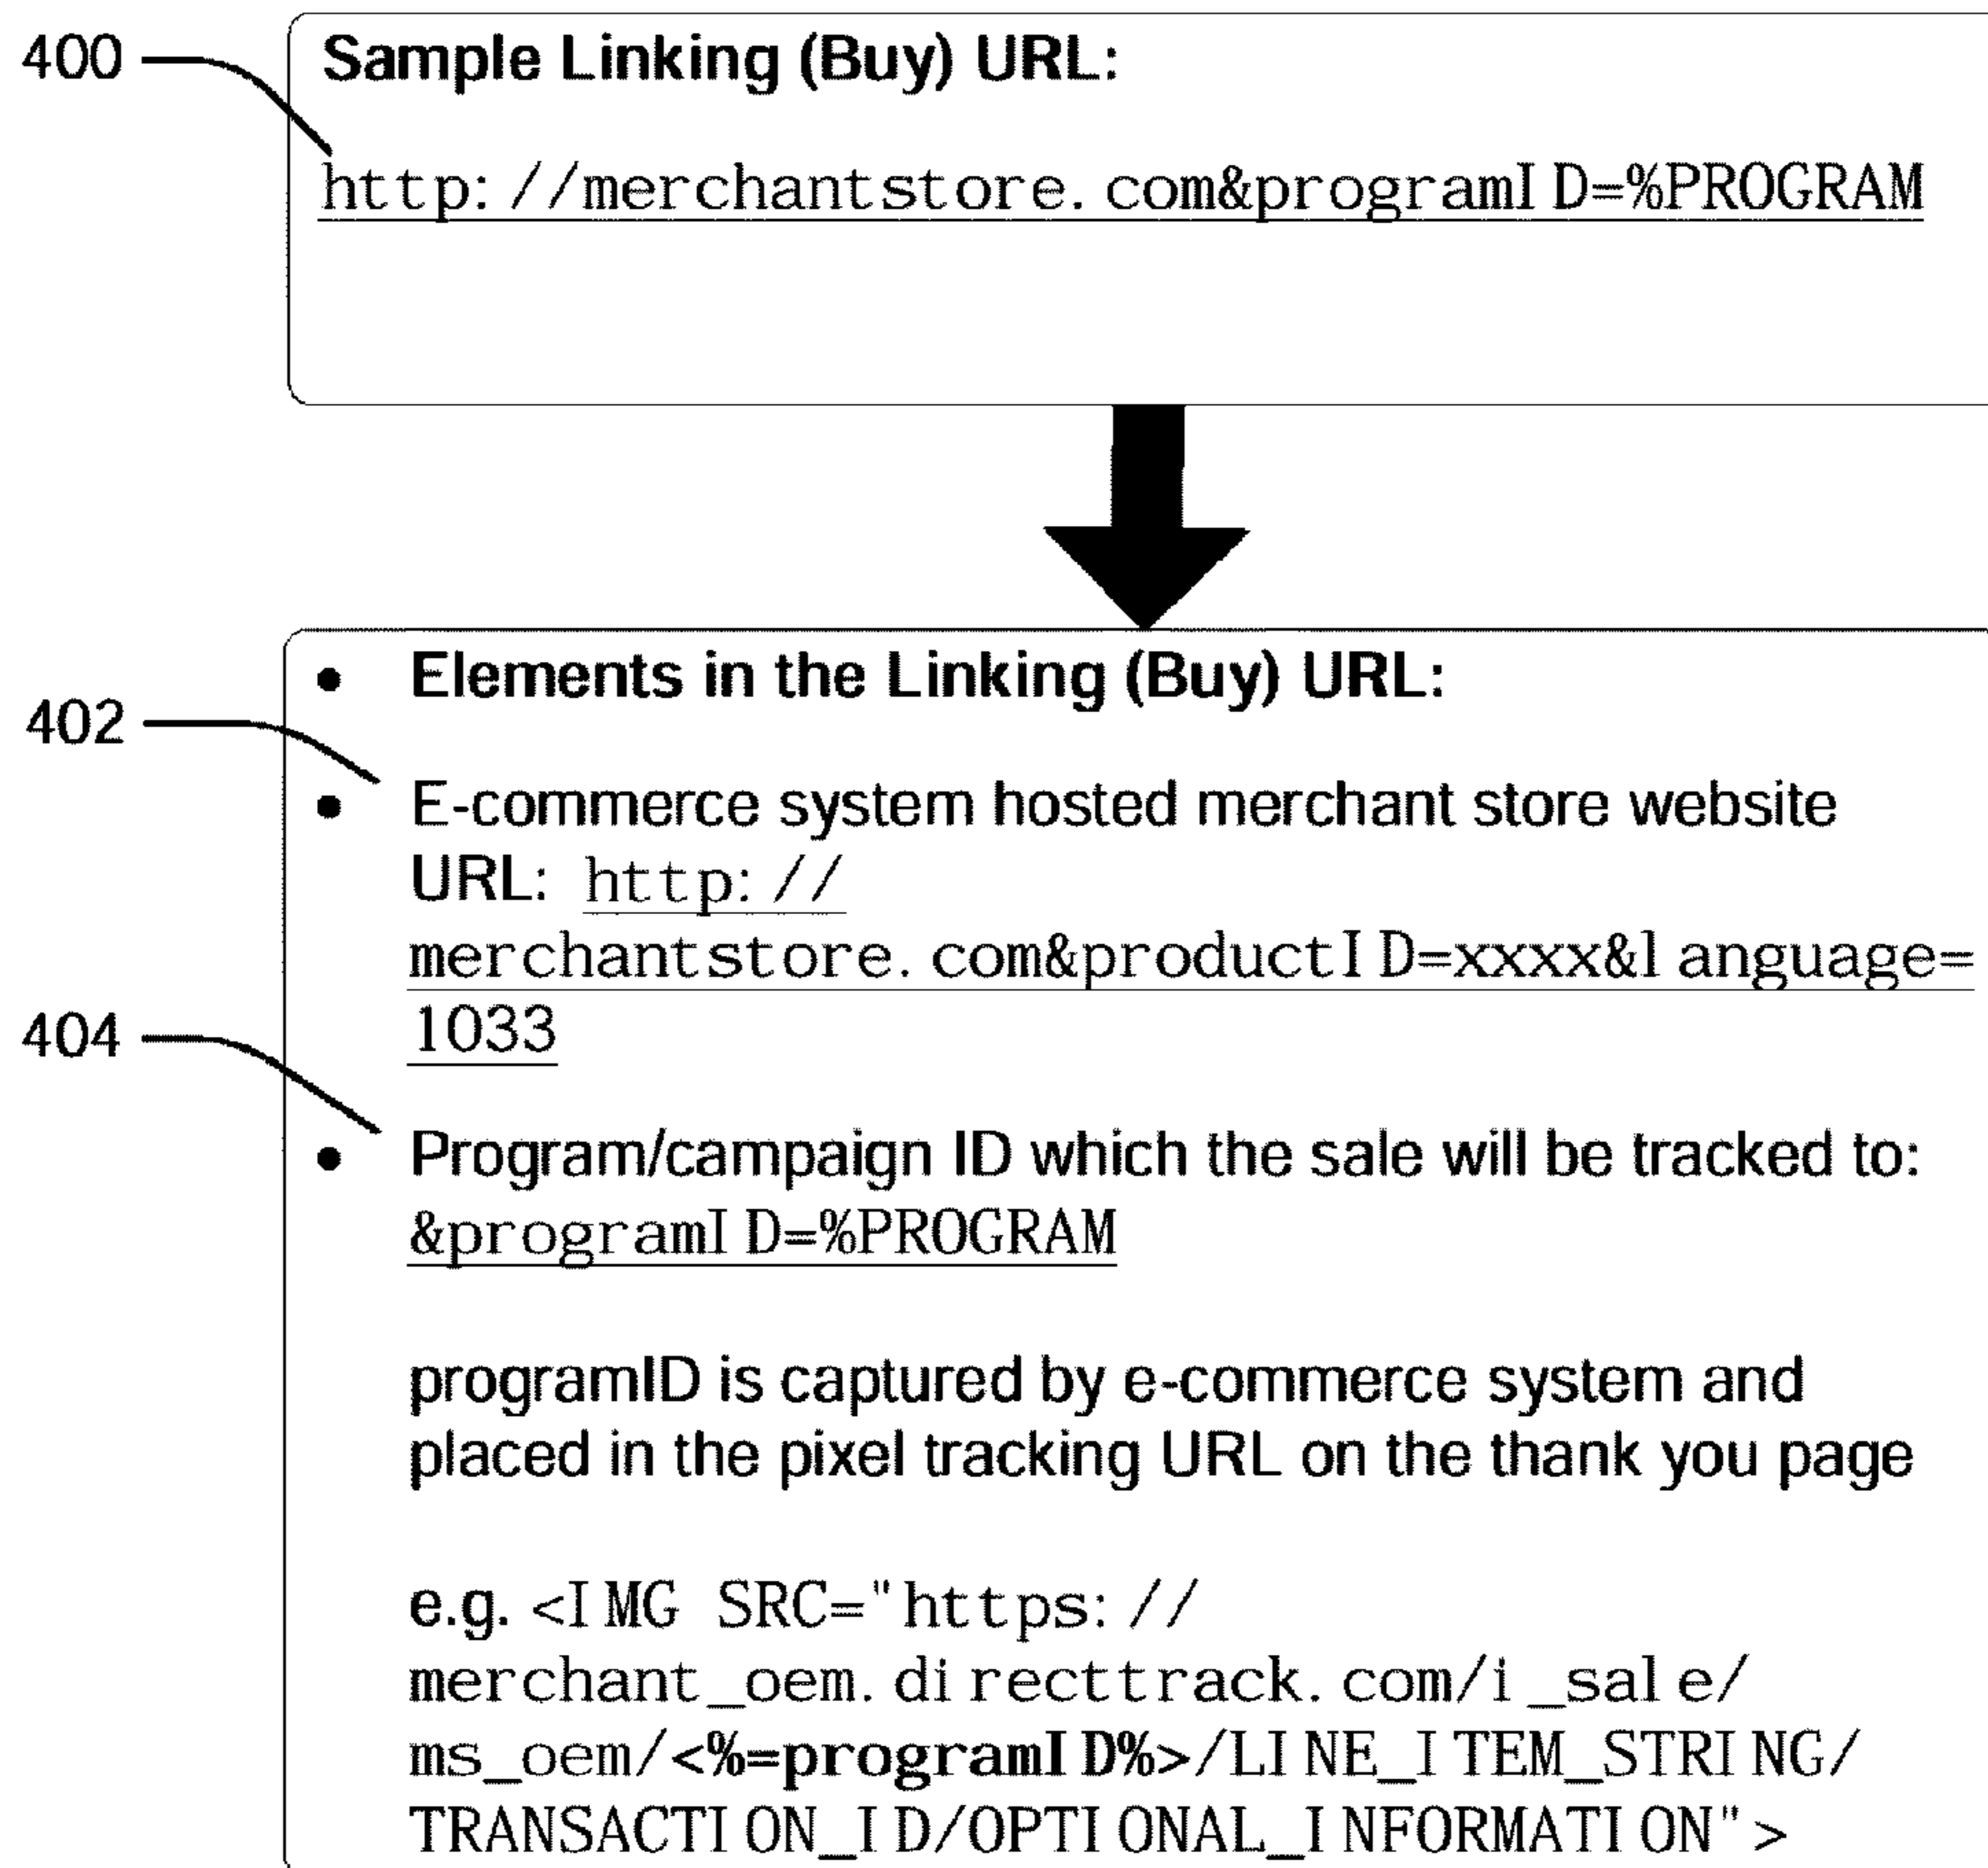 400
Sample Linking (Buy) URL:
http://merchantstore.com&programID=%PROGRAM
• Elements in the Linking (Buy) URL:
402
• E-commerce system hosted merchant store website
URL: http://
merchantstore.com&productID=xxxx&language=
1033
404
• Program/campaign ID which the sale will be tracked to:
&programID=%PROGRAM
programID is captured by e-commerce system and
placed in the pixel tracking URL on the thank you page
e.g. <IMG SRC="https://
merchant_oem.directtrack.com/i_sale/
ms_oem/<%=programID%>/LINE_ITEM_STRING/
TRANSACTION_ID/OPTIONAL_INFORMATION">